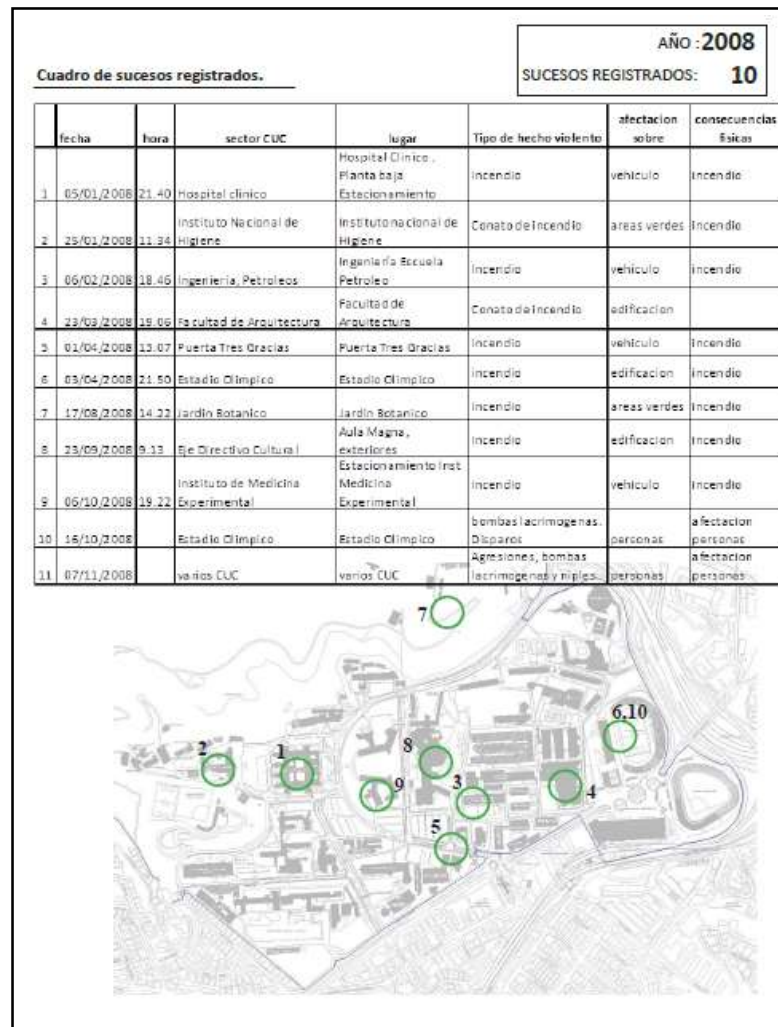 AÑO : 2008
Cuadro de sucesos registrados.
SUCESOS REGISTRADOS: 10
fecha hora sector CUC lugar Tipo de hecho violento afectacion sobre consecuencias fisicas
1 05/01/2008 21.40 Hospital clinico Hospital Clinico , Planta baja Estacionamiento incendio vehiculo incendio
2 25/01/2008 11.34 Instituto Nacional de Higiene Instituto nacional de Higiene Conato de incendio areas verdes incendio
3 06/02/2008 18.46 Ingenieria, Petroleos Ingeniería Escuela Petroleo incendio vehiculo incendio
4 23/03/2008 19.06 Facultad de Arquitectura Facultad de Arquitectura Conato de incendio edificacion
5 01/04/2008 13.07 Puerta Tres Gracias Puerta Tres Gracias incendio vehiculo incendio
6 03/04/2008 21.50 Estadio Olimpico Estadio Olimpico incendio edificacion incendio
7 17/08/2008 14.22 Jardin Botanico Jardin Botanico incendio areas verdes incendio
8 23/09/2008 9.13 Eje Directivo Cultural Aula Magna, exteriores incendio edificacion incendio
9 06/10/2008 19.22 Instituto de Medicina Experimental Estacionamiento Inst Medicina Experimental incendio vehiculo incendio
10 16/10/2008 Estadio Olimpico Estadio Olimpico bombas lacrimogenas. Disparos personas afectacion personas
11 07/11/2008 varios CUC varios CUC Agresiones, bombas lacrimogenas y niples.. personas afectacion personas
7
6,10
2
1
8
9
3
4
5